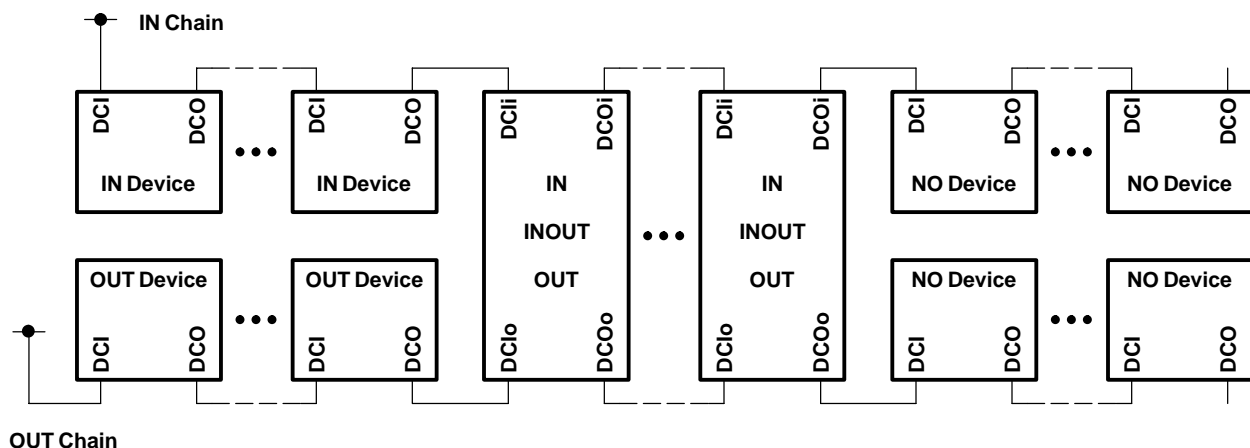 IN Chain
DCI DCO DCI DCO DCIi DCOi DCIi DCOi DCI DCO DCI DCO
IN Device IN Device IN IN NO Device NO Device
INOUT INOUT
OUT Device OUT Device OUT OUT NO Device NO Device
DCI DCO DCI DCO DCIo DCOo DCIo DCOo DCI DCO DCI DCO
OUT Chain